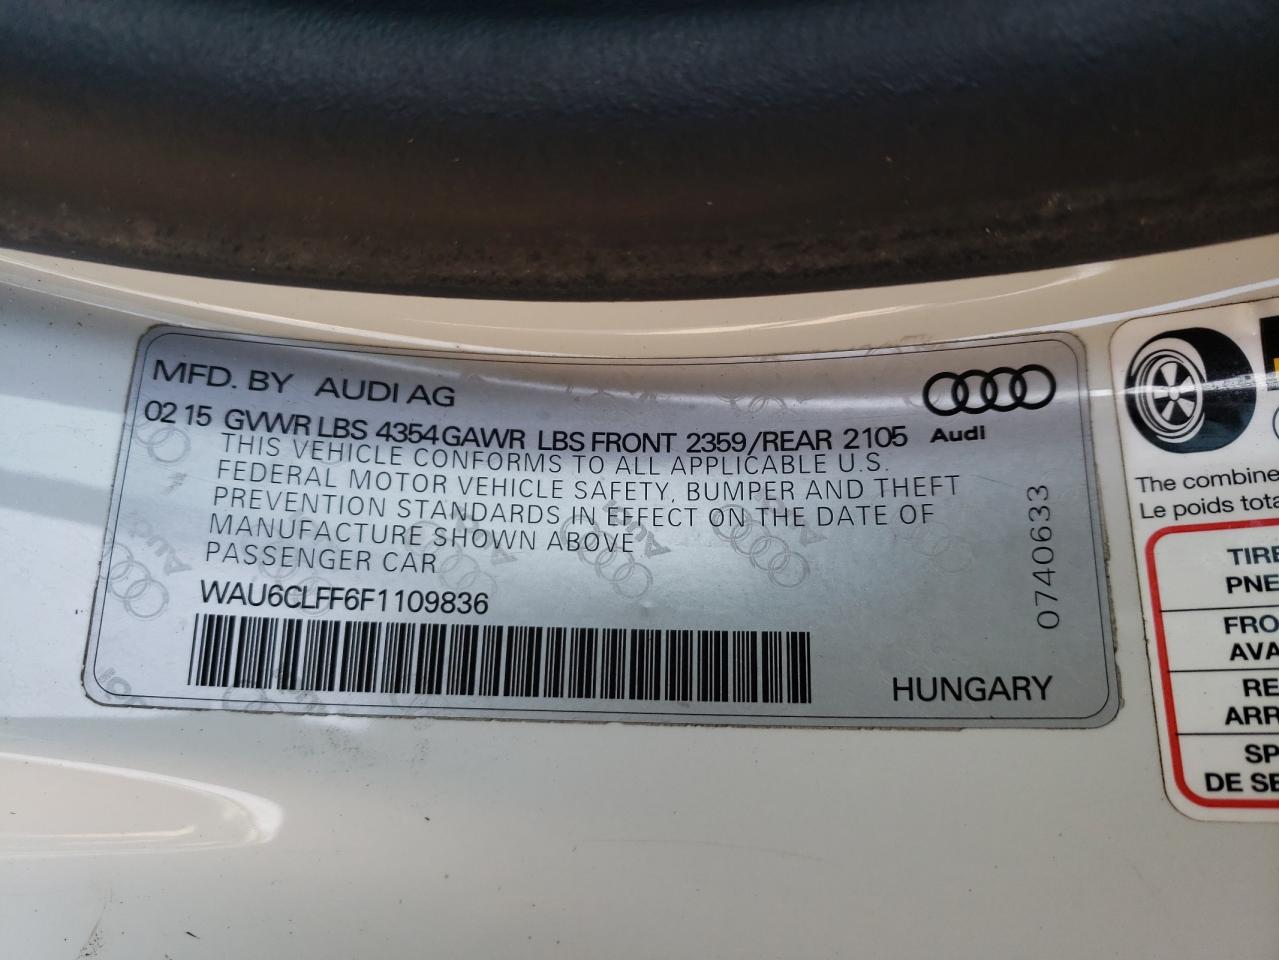 MFD. BY AUDI AG
02 15 GVWR LBS 4354 GAWR LBS FRONT 2359/REAR 2105
Audi
THIS VEHICLE CONFORMS TO ALL APPLICABLE U.S.
FEDERAL MOTOR VEHICLE SAFETY, BUMPER AND THEFT
PREVENTION STANDARDS IN EFFECT ON THE DATE OF
MANUFACTURE SHOWN ABOVE
PASSENGER CAR
WAU6CLFF6F1109836
HUNGARY
0740633
The combine
Le poids tota
TIRE
PNE
FRO
AVA
RE
ARR
SP
DE SE